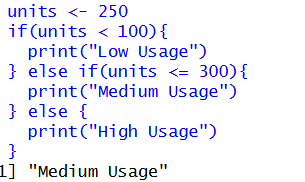 units <- 250
if(units < 100){
  print("Low Usage")
} else if(units <= 300){
  print("Medium Usage")
} else {
  print("High Usage")
}
1] "Medium Usage"